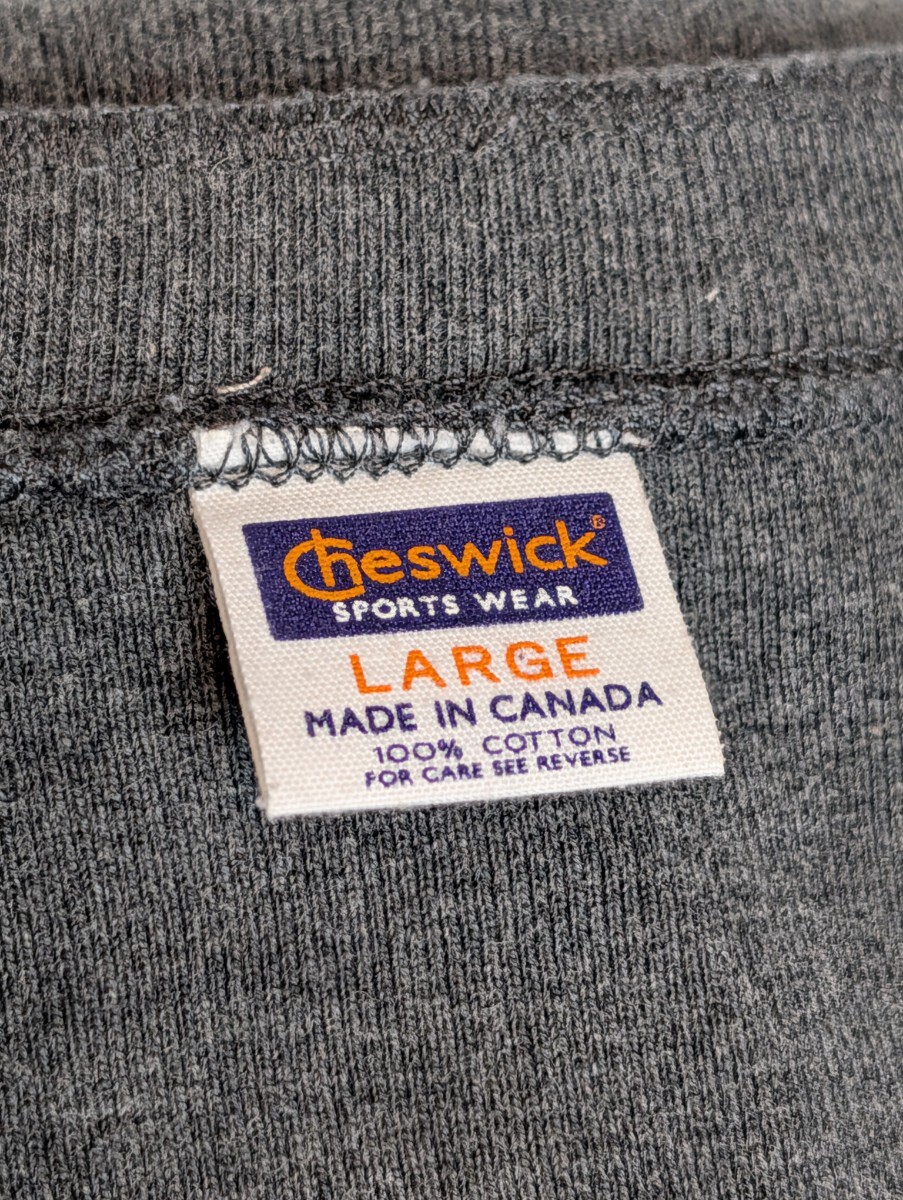 Cheswick®
SPORTS WEAR
LARGE
MADE IN CANADA
100% COTTON
FOR CARE SEE REVERSE